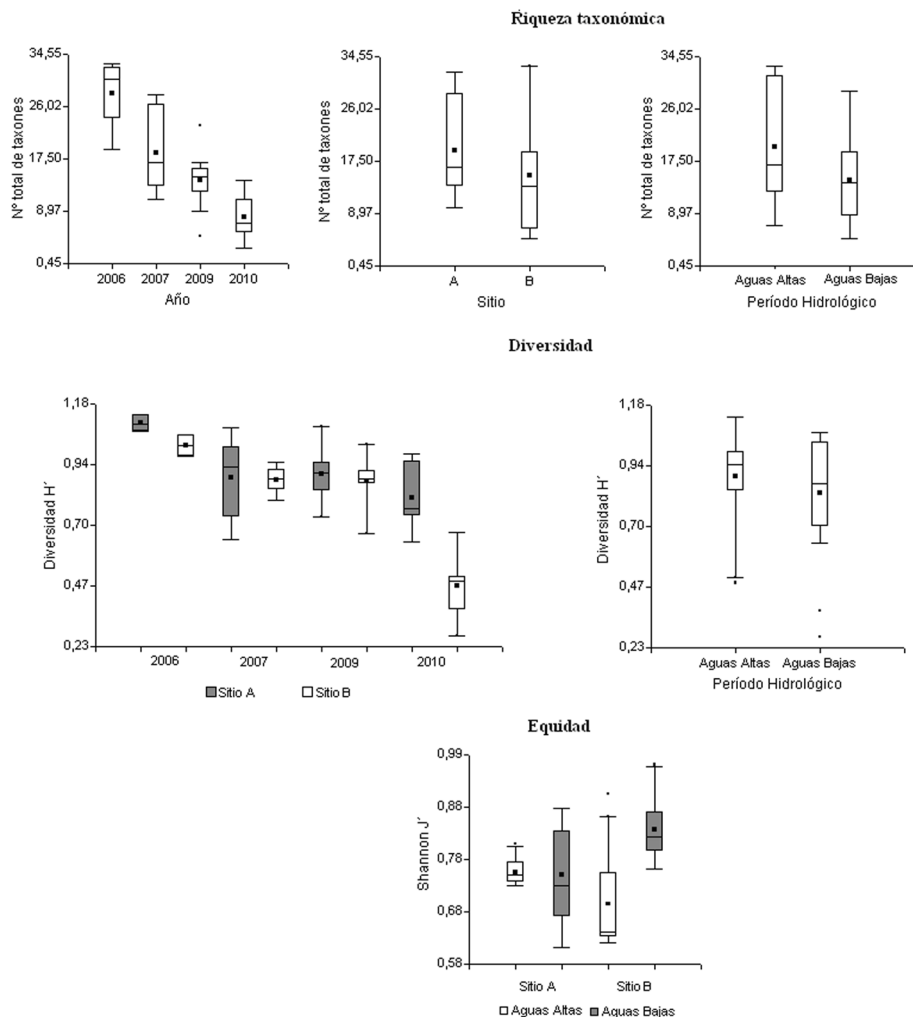 Riqueza taxonómica
34,55
26,02
17,50
8,97
0,45
N° total de taxones
2006 2007 2009 2010
Año
34,55
26,02
17,50
8,97
0,45
N° total de taxones
A B
Sitio
34,55
26,02
17,50
8,97
0,45
N° total de taxones
Aguas Altas Aguas Bajas
Período Hidrológico
Diversidad
1,18
0,94
0,70
0,47
0,23
Diversidad H´
2006 2007 2009 2010
Sitio A Sitio B
1,18
0,94
0,70
0,47
0,23
Diversidad H´
Aguas Altas Aguas Bajas
Período Hidrológico
Equidad
0,99
0,88
0,78
0,68
0,58
Shannon J´
Sitio A Sitio B
Aguas Altas Aguas Bajas